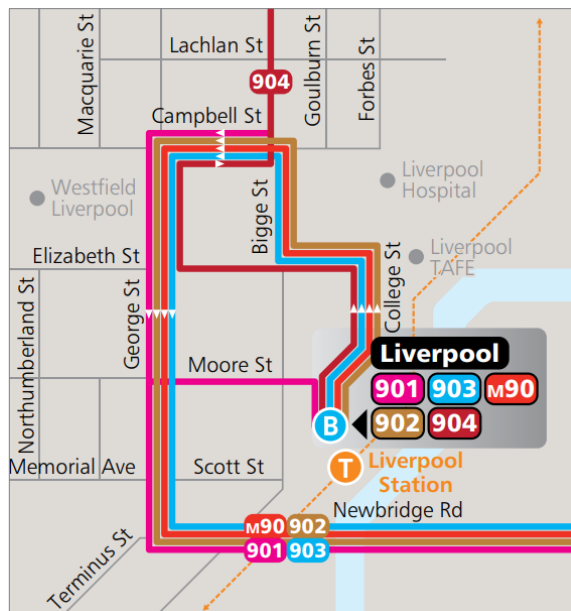 Macquarie St
Lachlan St
Goulburn St
Forbes St
904
Campbell St
Westfield
Liverpool
Bigge St
Liverpool
Hospital
Elizabeth St
College St
Liverpool
TAFE
Northumberland St
George St
Moore St
Liverpool
901 903 M90
B
902 904
Memorial Ave
Scott St
T
Liverpool
Station
Newbridge Rd
M90 902
901 903
Terminus St